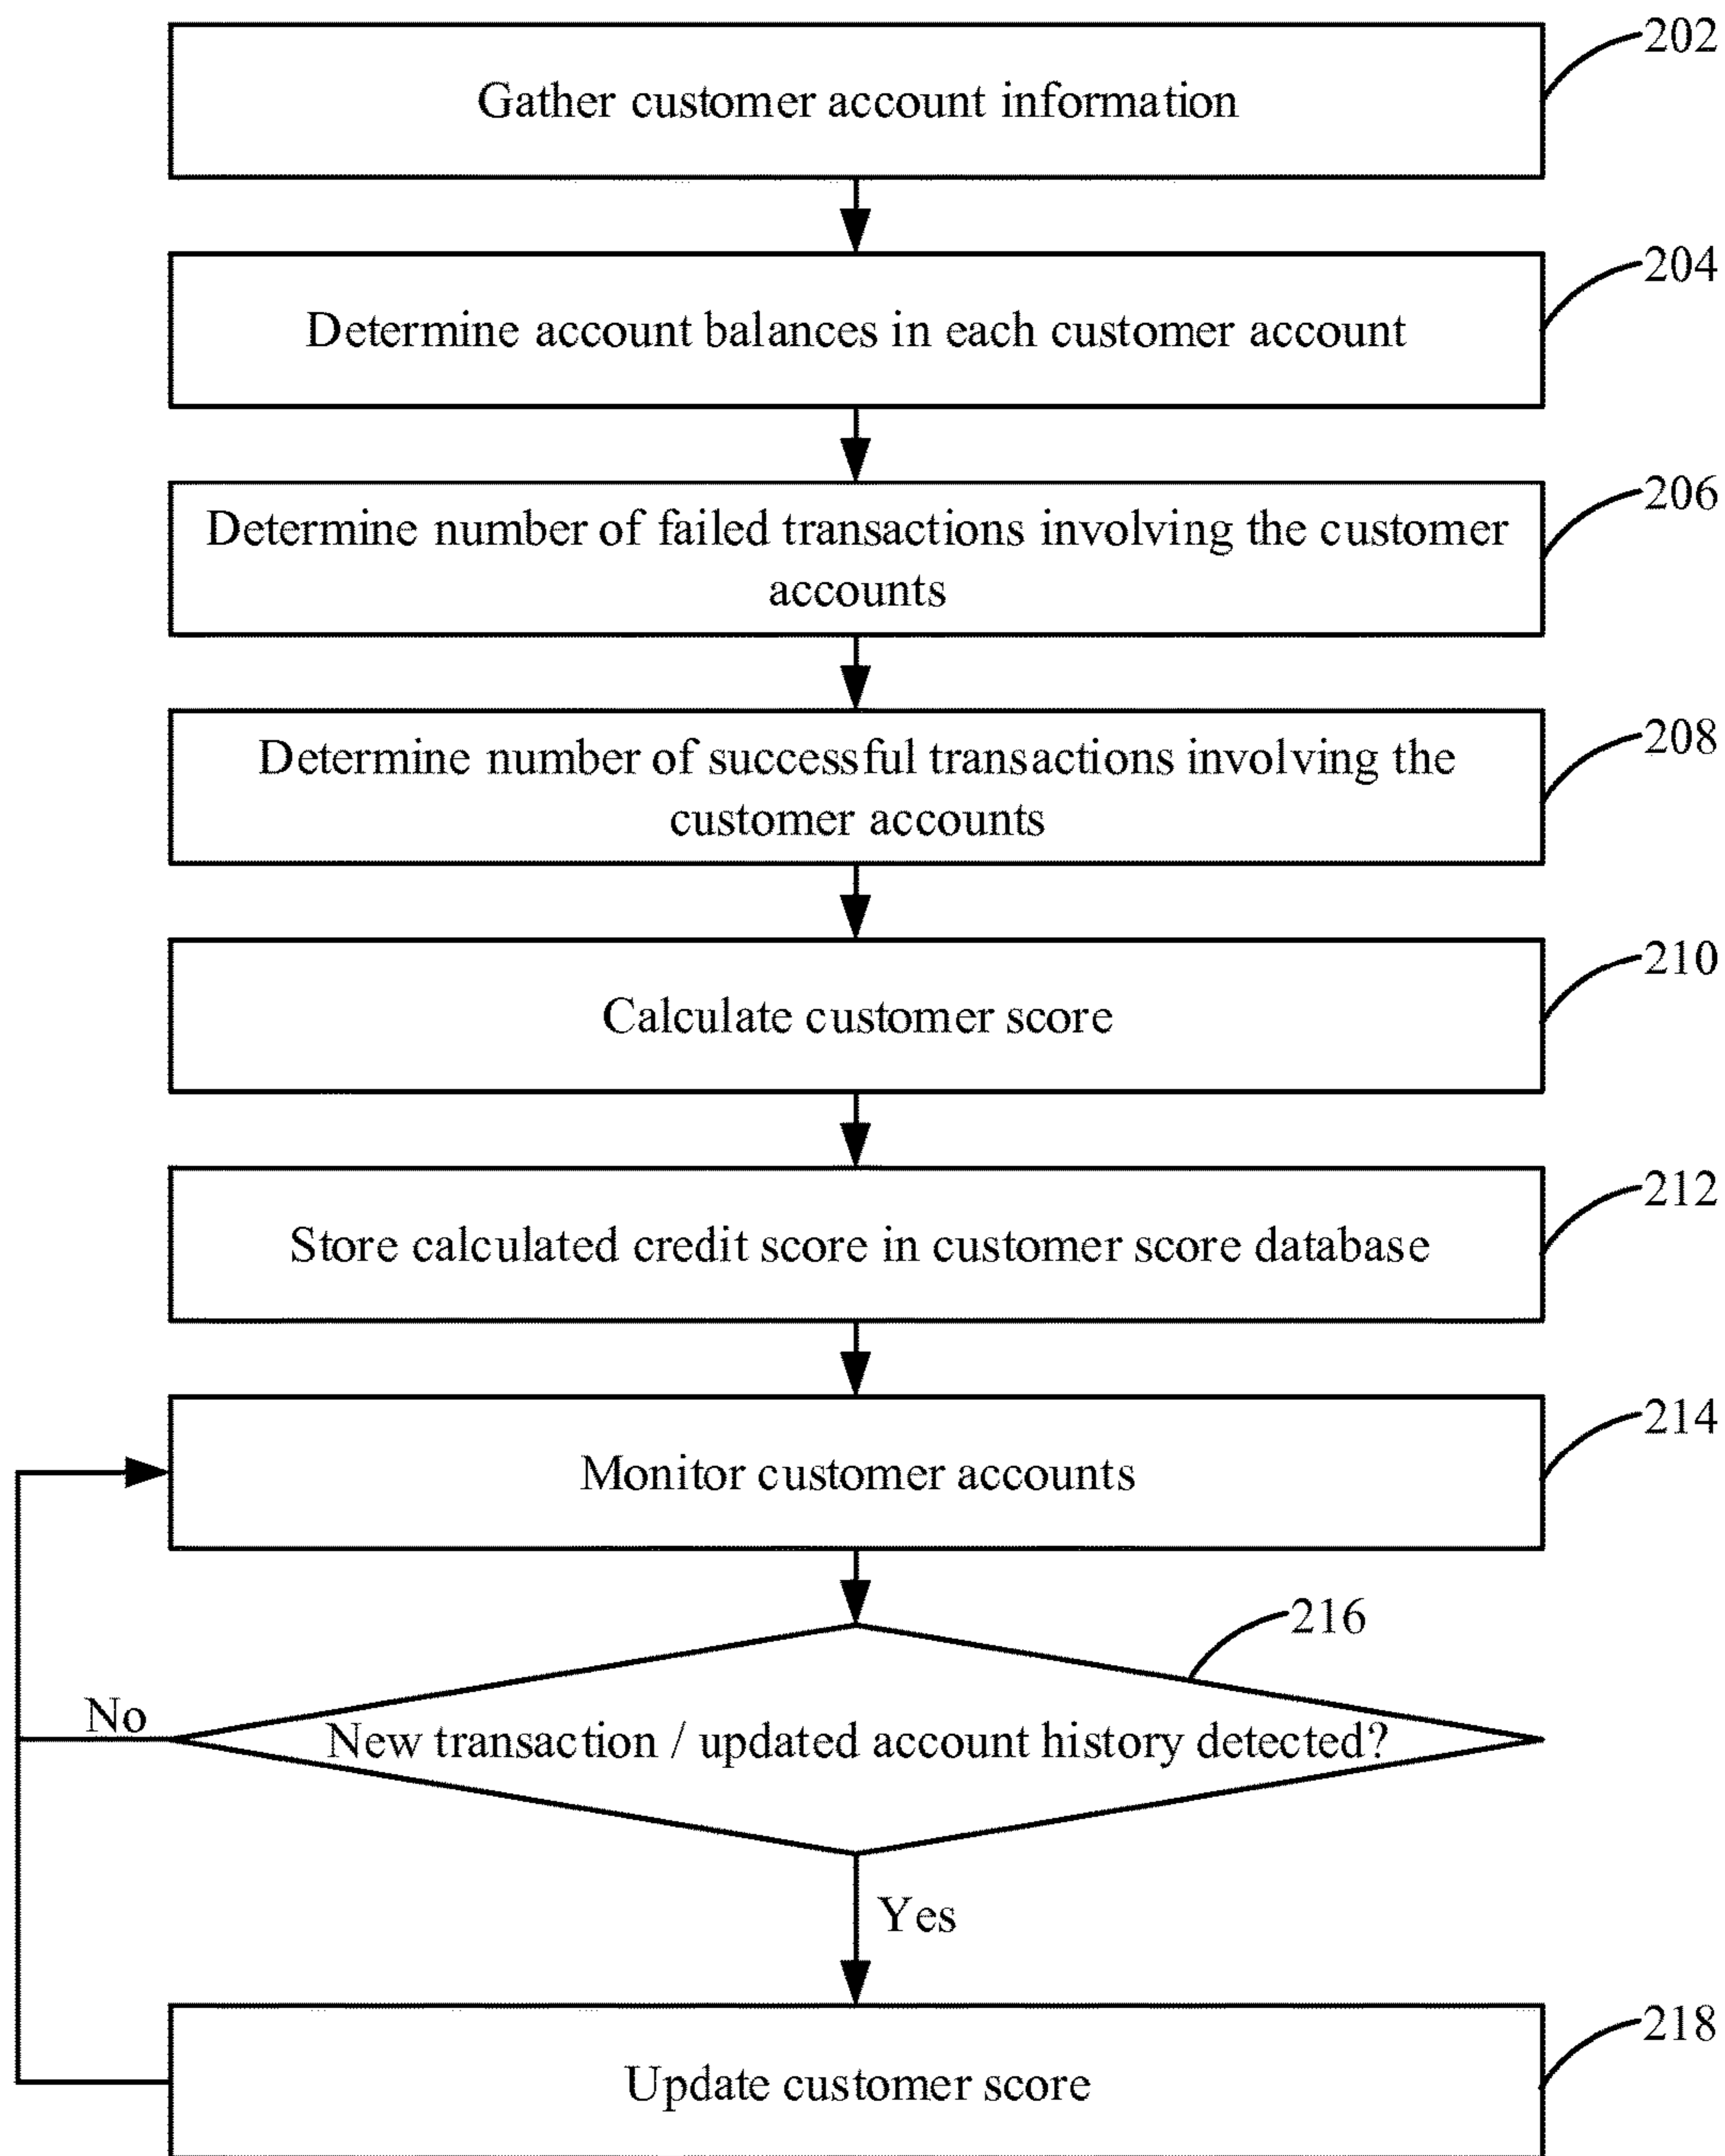 202
Gather customer account information
204
Determine account balances in each customer account
206
Determine number of failed transactions involving the customer
accounts
208
Determine number of successful transactions involving the
customer accounts
210
Calculate customer score
212
Store calculated credit score in customer score database
214
Monitor customer accounts
216
No
New transaction / updated account history detected?
Yes
218
Update customer score